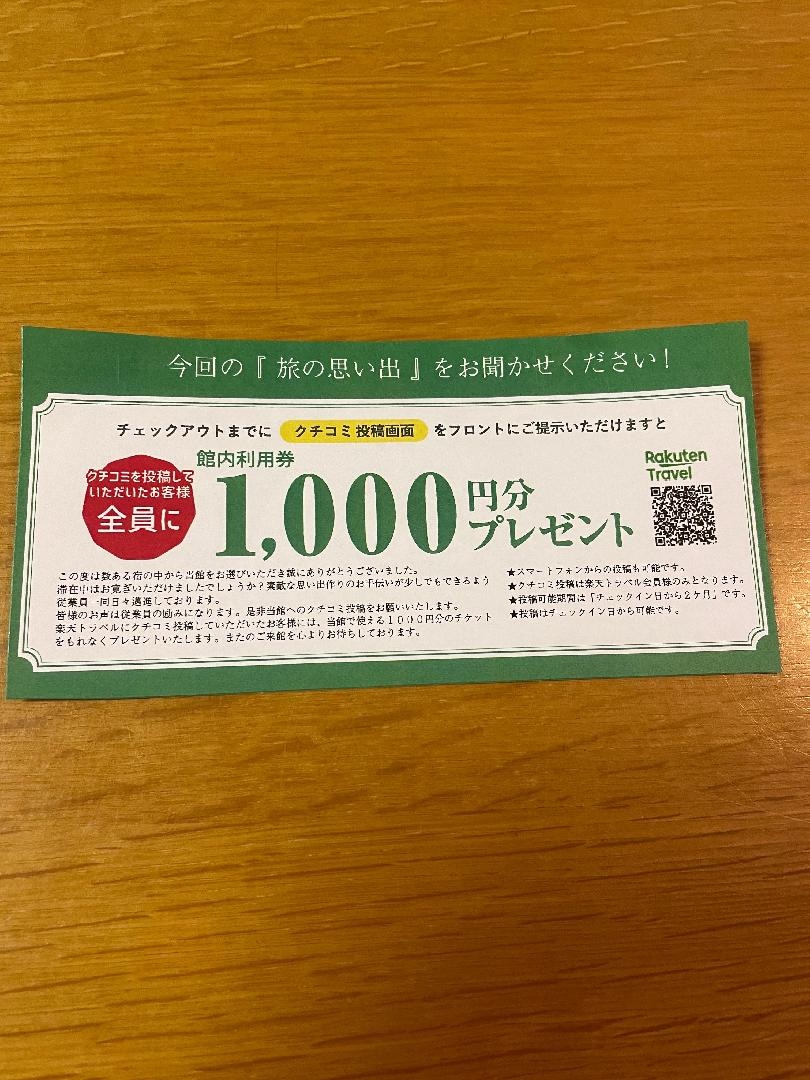 今回の『 旅の思い出 』をお聞かせください！
チェックアウトまでに クチコミ投稿画面 をフロントにご提示いただけますと
クチコミを投稿して
いただいたお客様
全員に
館内利用券
1,000円分
プレゼント
Rakuten
Travel
この度は数ある宿の中から当館をお選びいただき誠にありがとうございました。
滞在中はお寛ぎいただけましたでしょうか？素敵な思い出作りのお手伝いが少しでもできるよう
従業員一同日々邁進しております。
皆様のお声は従業員の励みになります。是非当館へのクチコミ投稿をお願いいたします。
楽天トラベルにクチコミ投稿していただいたお客様には、当館で使える１０００円分のチケット
をもれなくプレゼントいたします。またのご来館を心よりお待ちしております。
★スマートフォンからの投稿も可能です。
★クチコミ投稿は楽天トラベル会員様のみとなります。
★投稿可能期間は「チェックイン日から２ケ月」です。
★投稿はチェックイン日から可能です。